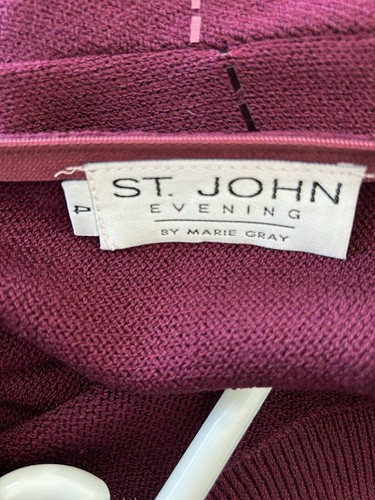 ST. JOHN
EVENING
BY MARIE GRAY
4